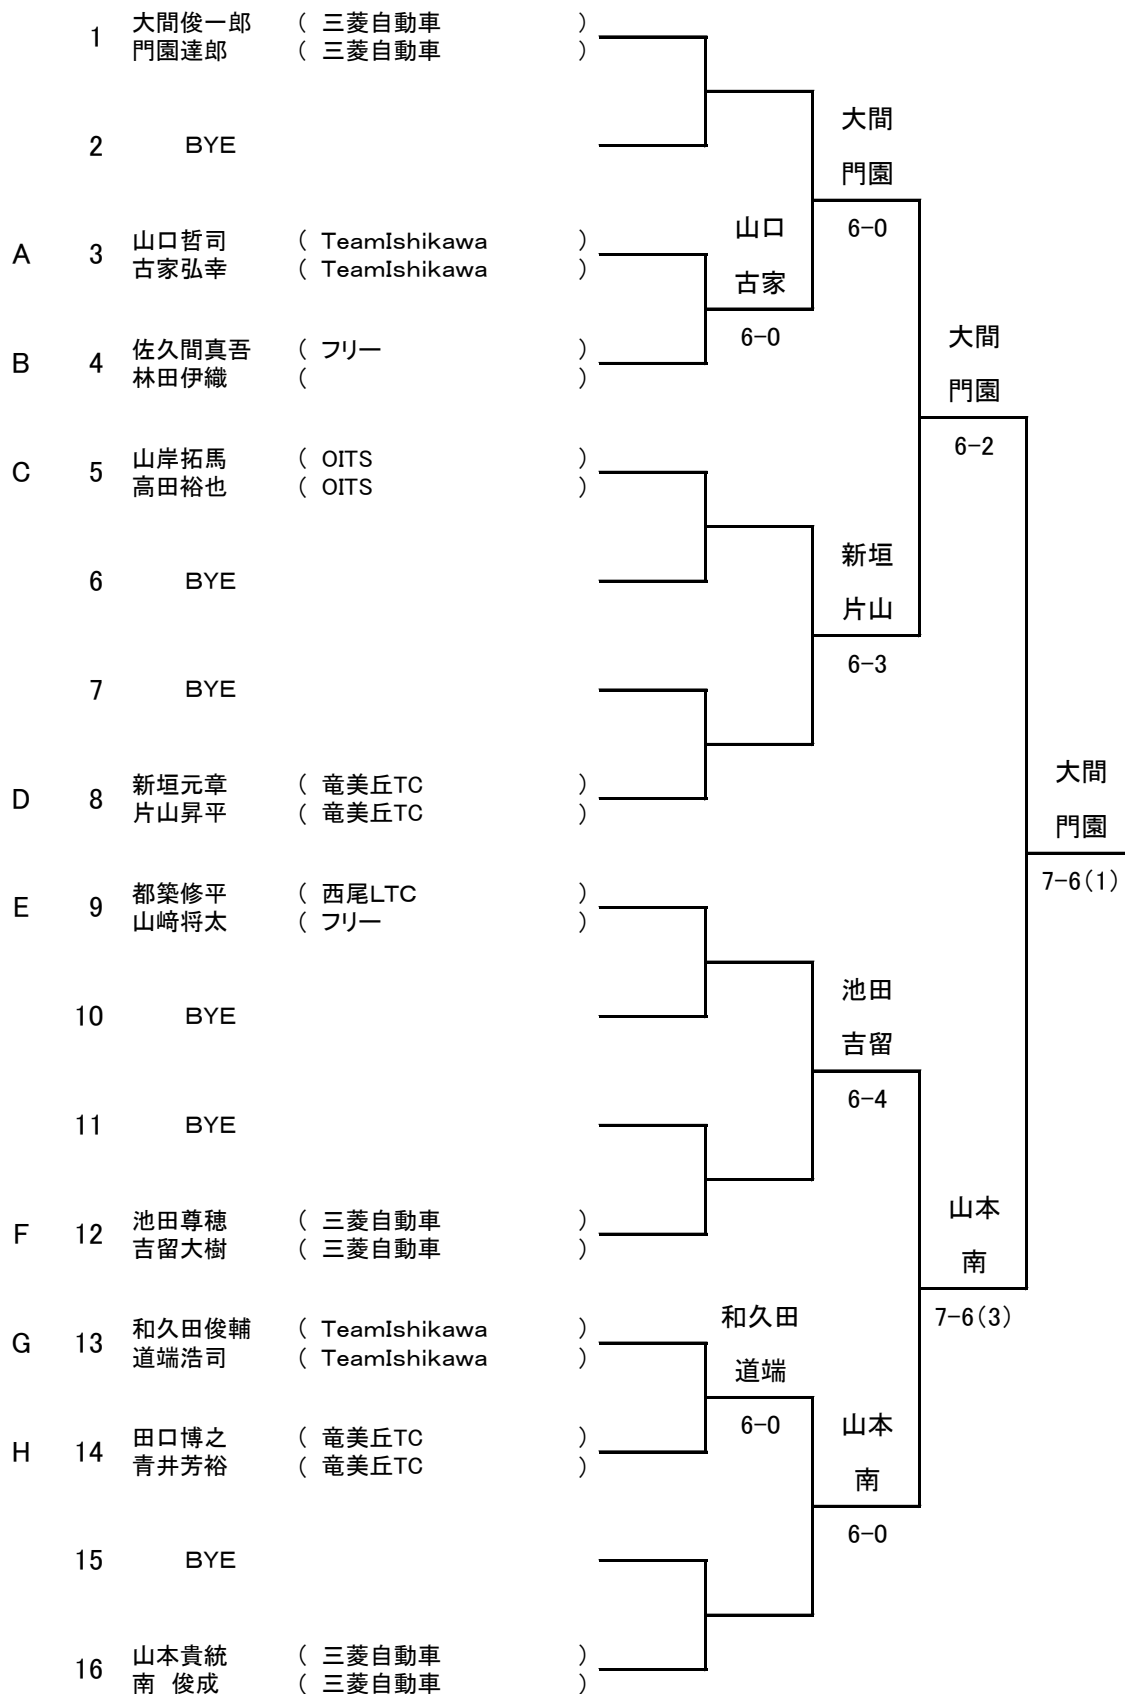 1 大間俊一郎 ( 三菱自動車 )
門園達郎 ( 三菱自動車 )
大間
2 BYE
門園
A 3 山口哲司 ( TeamIshikawa )
古家弘幸 ( TeamIshikawa )
山口
6-0
古家
6-0
大間
B 4 佐久間真吾 ( フリー )
林田伊織 ( )
門園
6-2
C 5 山岸拓馬 ( OITS )
高田裕也 ( OITS )
新垣
6 BYE
片山
6-3
7 BYE
大間
D 8 新垣元章 ( 竜美丘TC )
片山昇平 ( 竜美丘TC )
門園
7-6(1)
E 9 都築修平 ( 西尾LTC )
山﨑将太 ( フリー )
池田
10 BYE
吉留
6-4
11 BYE
山本
F 12 池田尊穂 ( 三菱自動車 )
吉留大樹 ( 三菱自動車 )
南
7-6(3)
G 13 和久田俊輔 ( TeamIshikawa )
道端浩司 ( TeamIshikawa )
和久田
道端
6-0
山本
H 14 田口博之 ( 竜美丘TC )
青井芳裕 ( 竜美丘TC )
南
6-0
15 BYE
16 山本貴統 ( 三菱自動車 )
南 俊成 ( 三菱自動車 )